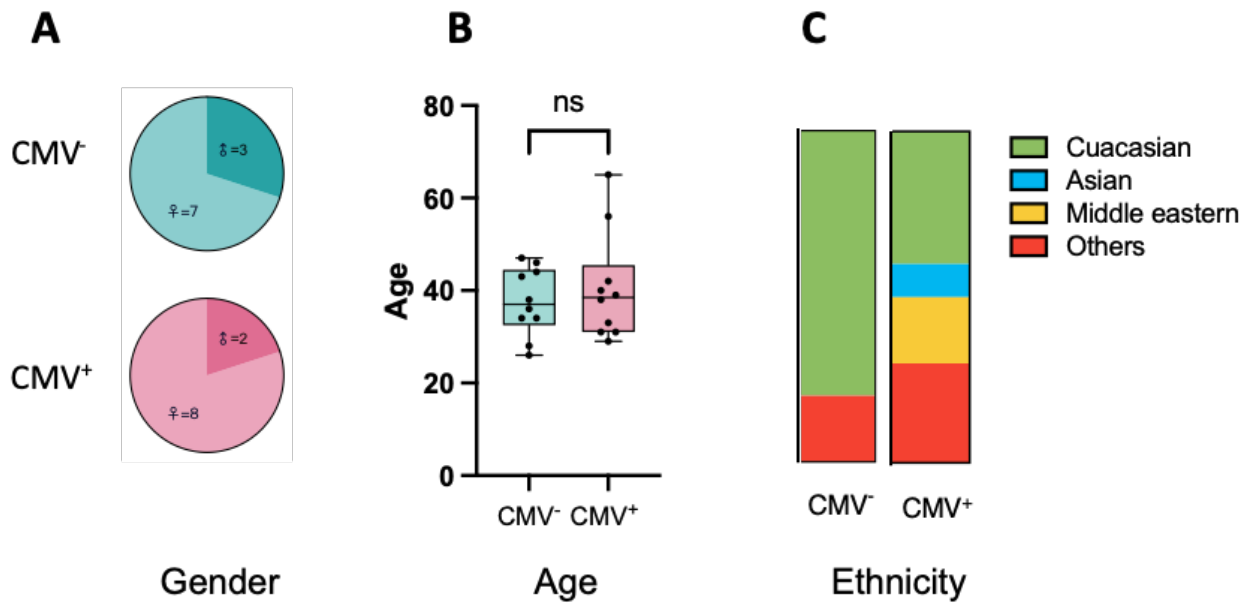 A
CMV⁻
♂=3
♀=7
CMV⁺
♂=2
♀=8
Gender
B
ns
80
60
40
20
0
Age
CMV⁻ CMV⁺
Age
C
Cuacasian
Asian
Middle eastern
Others
CMV⁻
CMV⁺
Ethnicity